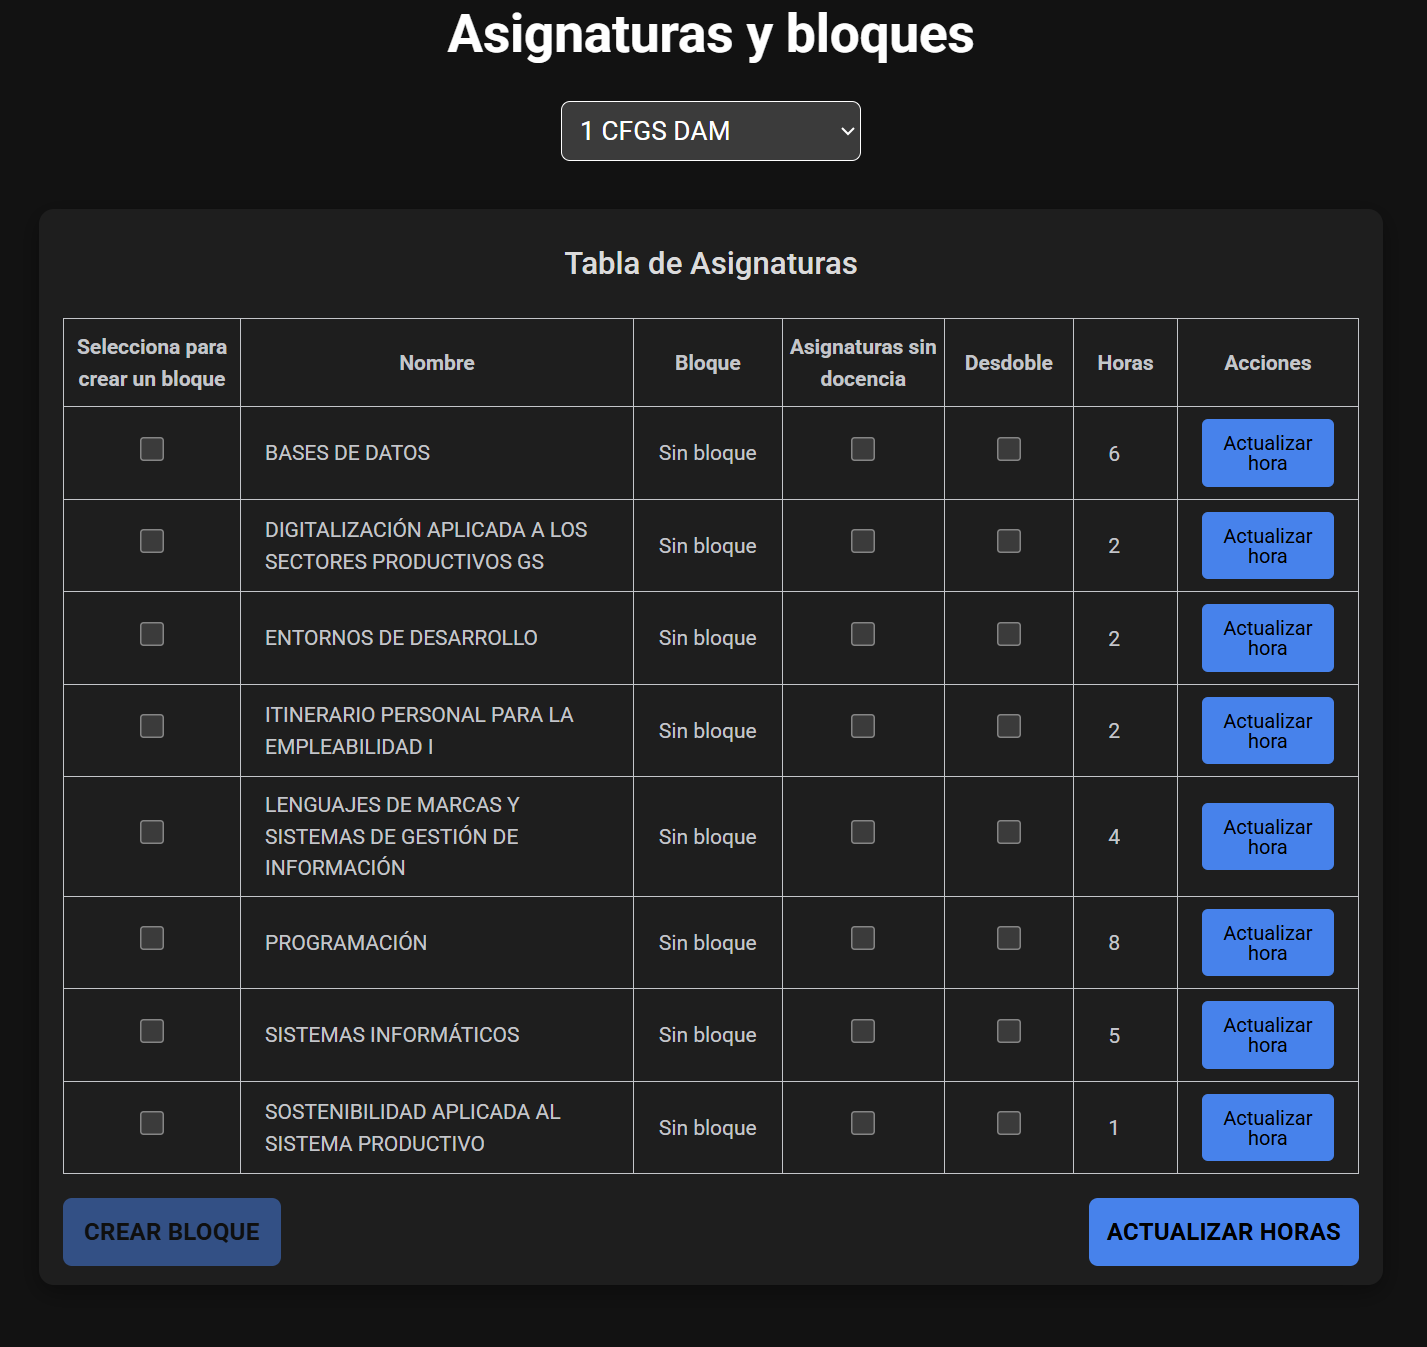 Asignaturas y bloques
1 CFGS DAM
Tabla de Asignaturas
Selecciona para
crear un bloque
Nombre
Bloque
Asignaturas sin
docencia
Desdoble
Horas
Acciones
BASES DE DATOS
Sin bloque
6
Actualizar
hora
DIGITALIZACIÓN APLICADA A LOS
SECTORES PRODUCTIVOS GS
Sin bloque
2
Actualizar
hora
ENTORNOS DE DESARROLLO
Sin bloque
2
Actualizar
hora
ITINERARIO PERSONAL PARA LA
EMPLEABILIDAD I
Sin bloque
2
Actualizar
hora
LENGUAJES DE MARCAS Y
SISTEMAS DE GESTIÓN DE
INFORMACIÓN
Sin bloque
4
Actualizar
hora
PROGRAMACIÓN
Sin bloque
8
Actualizar
hora
SISTEMAS INFORMÁTICOS
Sin bloque
5
Actualizar
hora
SOSTENIBILIDAD APLICADA AL
SISTEMA PRODUCTIVO
Sin bloque
1
Actualizar
hora
CREAR BLOQUE
ACTUALIZAR HORAS